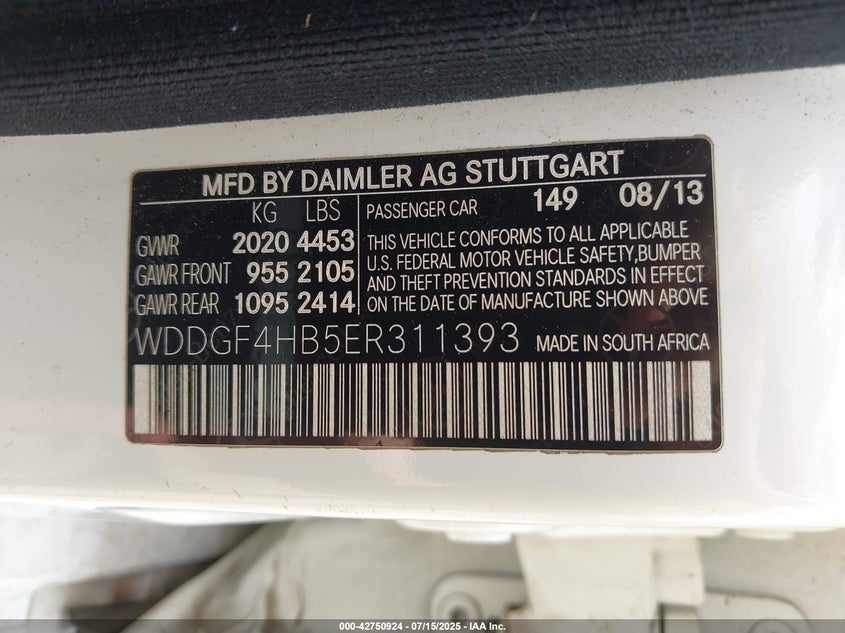 MFD BY DAIMLER AG STUTTGART
KG LBS
GVWR 2020 4453
GAWR FRONT 955 2105
GAWR REAR 1095 2414
PASSENGER CAR 149 08/13
THIS VEHICLE CONFORMS TO ALL APPLICABLE
U.S. FEDERAL MOTOR VEHICLE SAFETY,BUMPER
AND THEFT PREVENTION STANDARDS IN EFFECT
ON THE DATE OF MANUFACTURE SHOWN ABOVE
WDDGF4HB5ER311393 MADE IN SOUTH AFRICA
000-42750924 - 07/15/2025 - IAA Inc.